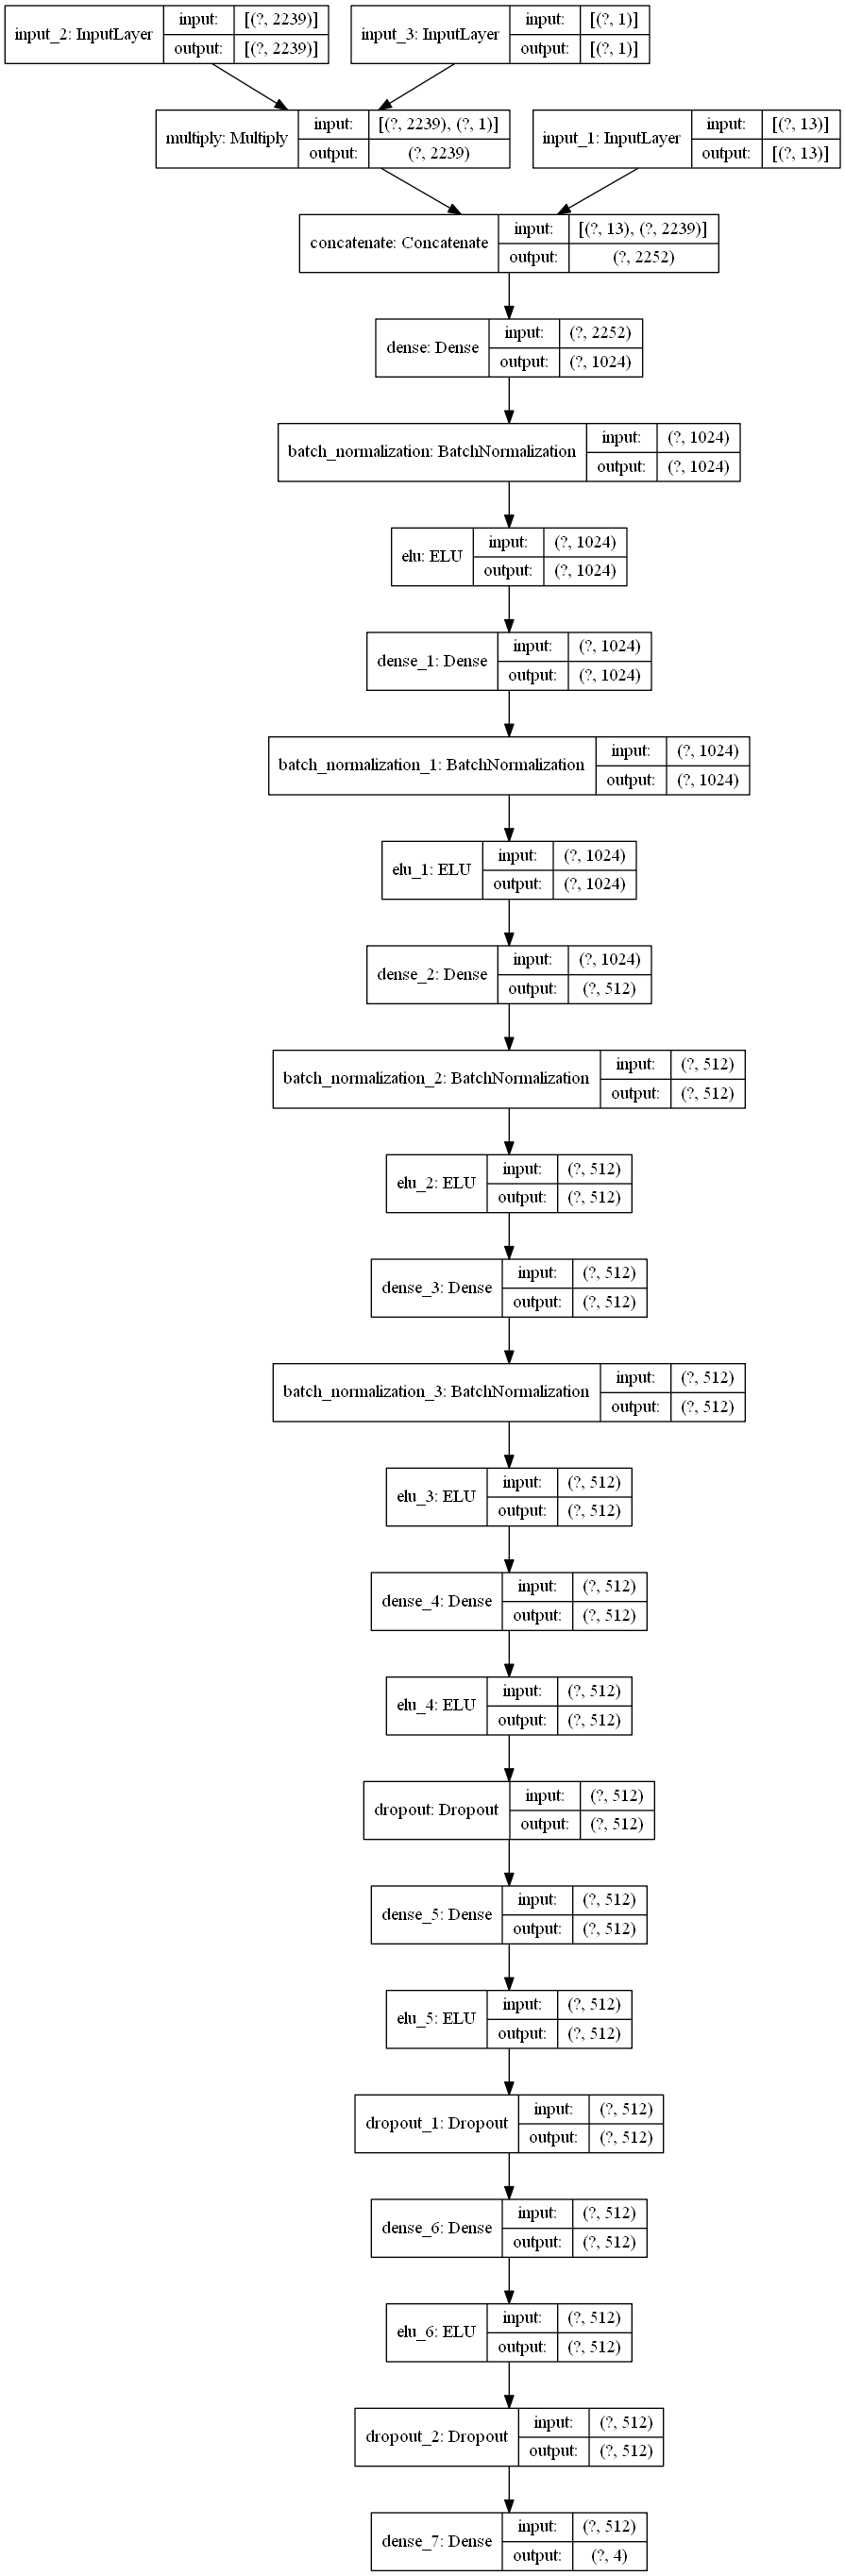 input_2: InputLayer input: [(?, 2239)] output: [(?, 2239)]
input_3: InputLayer input: [(?, 1)] output: [(?, 1)]
multiply: Multiply input: [(?, 2239), (?, 1)] output: (?, 2239)
input_1: InputLayer input: [(?, 13)] output: [(?, 13)]
concatenate: Concatenate input: [(?, 13), (?, 2239)] output: (?, 2252)
dense: Dense input: (?, 2252) output: (?, 1024)
batch_normalization: BatchNormalization input: (?, 1024) output: (?, 1024)
elu: ELU input: (?, 1024) output: (?, 1024)
dense_1: Dense input: (?, 1024) output: (?, 1024)
batch_normalization_1: BatchNormalization input: (?, 1024) output: (?, 1024)
elu_1: ELU input: (?, 1024) output: (?, 1024)
dense_2: Dense input: (?, 1024) output: (?, 512)
batch_normalization_2: BatchNormalization input: (?, 512) output: (?, 512)
elu_2: ELU input: (?, 512) output: (?, 512)
dense_3: Dense input: (?, 512) output: (?, 512)
batch_normalization_3: BatchNormalization input: (?, 512) output: (?, 512)
elu_3: ELU input: (?, 512) output: (?, 512)
dense_4: Dense input: (?, 512) output: (?, 512)
elu_4: ELU input: (?, 512) output: (?, 512)
dropout: Dropout input: (?, 512) output: (?, 512)
dense_5: Dense input: (?, 512) output: (?, 512)
elu_5: ELU input: (?, 512) output: (?, 512)
dropout_1: Dropout input: (?, 512) output: (?, 512)
dense_6: Dense input: (?, 512) output: (?, 512)
elu_6: ELU input: (?, 512) output: (?, 512)
dropout_2: Dropout input: (?, 512) output: (?, 512)
dense_7: Dense input: (?, 512) output: (?, 4)